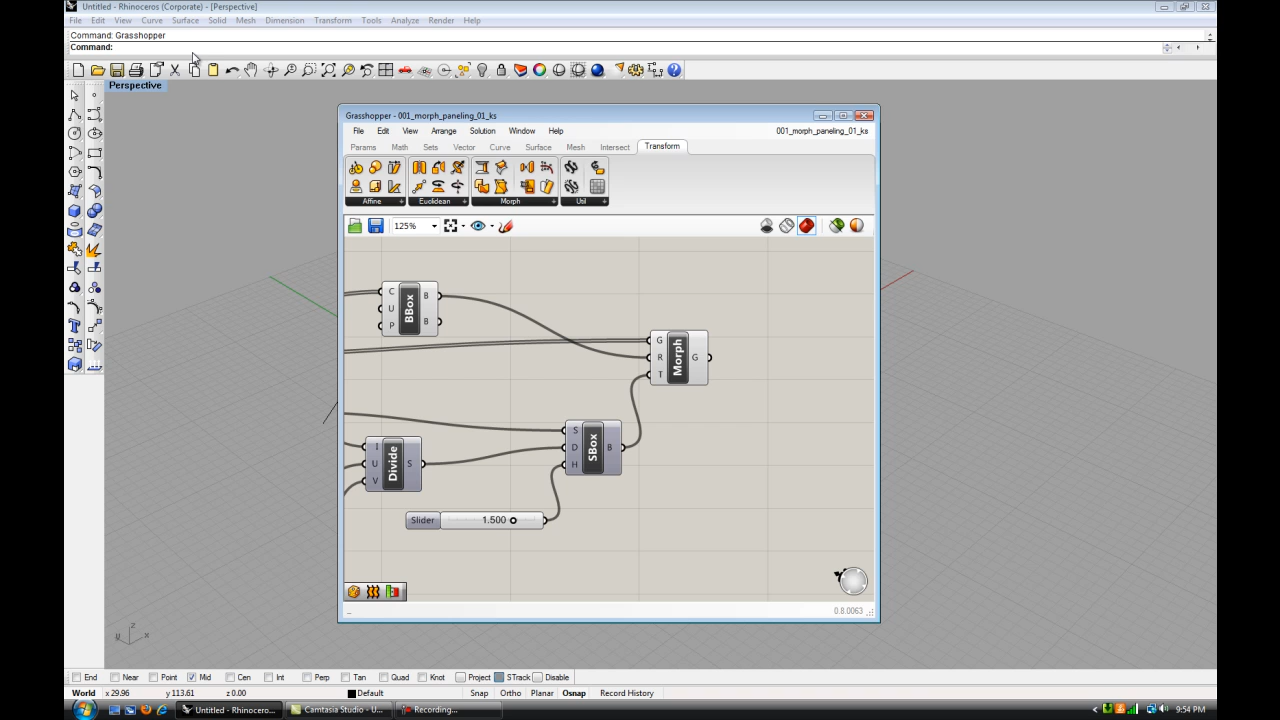 Untitled - Rhinoceros (Corporate) - [Perspective]
File Edit View Curve Surface Solid Mesh Dimension Transform Tools Analyze Render Help
Command: Grasshopper
Command:
Perspective
Grasshopper - 001_morph_paneling_01_ks
File Edit View Arrange Solution Window Help 001_morph_paneling_01_ks
Params Math Sets Vector Curve Surface Mesh Intersect Transform
Affine Euclidean Morph Util
125%
C
U
P
BBox
B
B
G
R
T
Morph
G
S
D
H
SBox
B
I
U
V
Divide
S
Slider 1.500
0.8.0063
z
u x
End Near Point Mid Cen Int Perp Tan Quad Knot Project STrack Disable
World x 29.96 y 113.61 z 0.00 Default Snap Ortho Planar Osnap Record History
Untitled - Rhinocero... Camtasia Studio - U... Recording... 9:54 PM